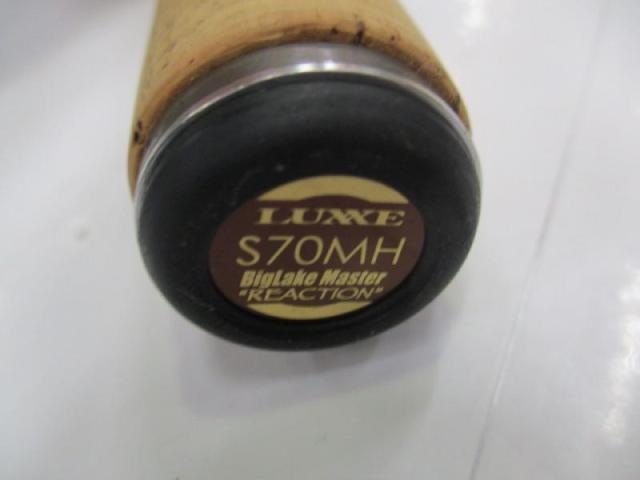 LUXXE
S70MH
BigLake Master
"REACTION"